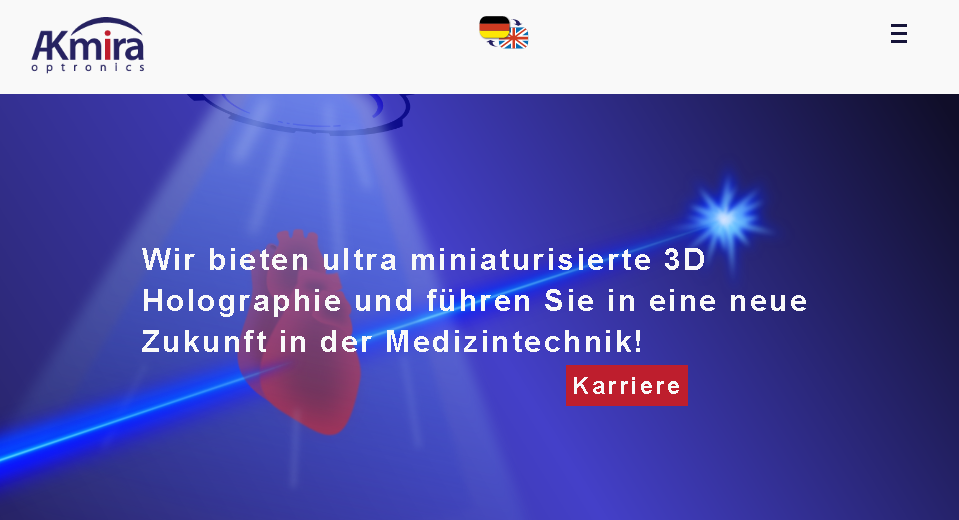 AKmira
optronics
Wir bieten ultra miniaturisierte 3D
Holographie und führen Sie in eine neue
Zukunft in der Medizintechnik!
Karriere